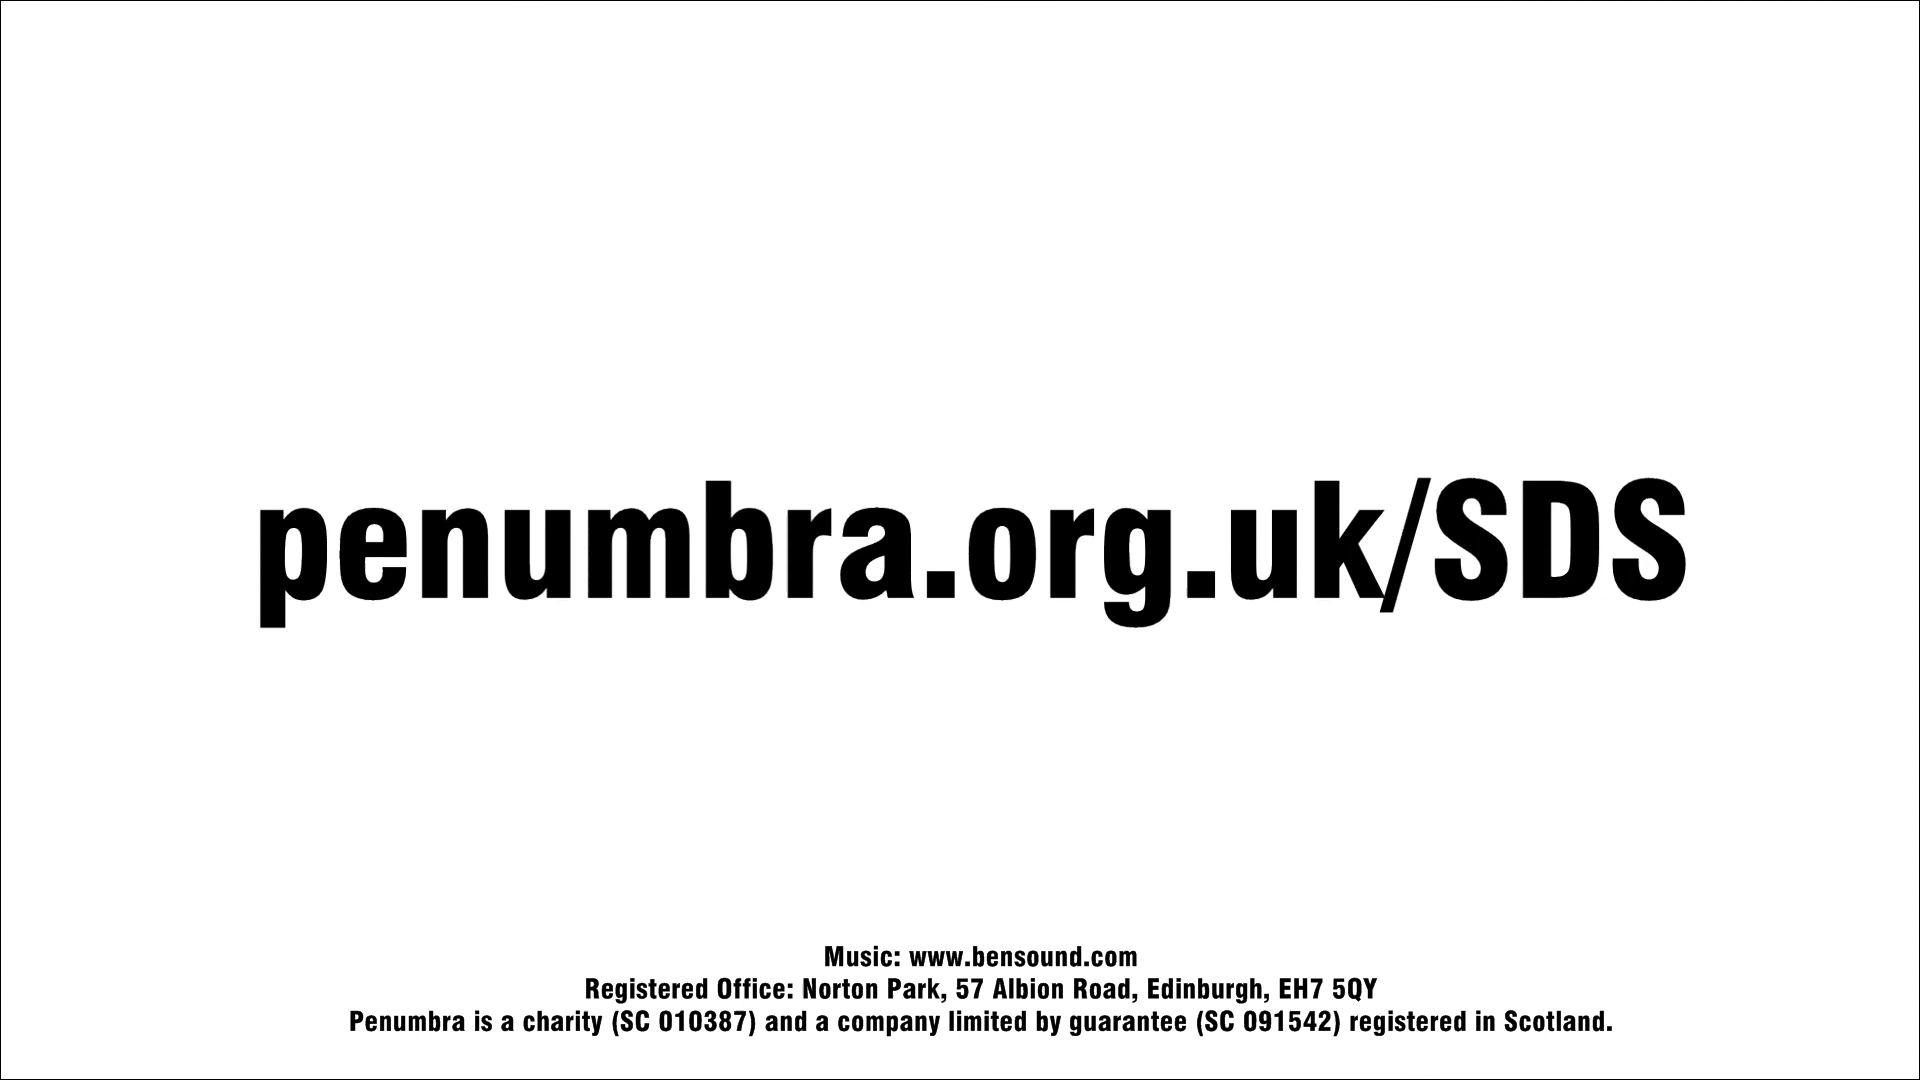 penumbra.org.uk/SDS
Music: www.bensound.com
Registered Office: Norton Park, 57 Albion Road, Edinburgh, EH7 5QY
Penumbra is a charity (SC 010387) and a company limited by guarantee (SC 091542) registered in Scotland.